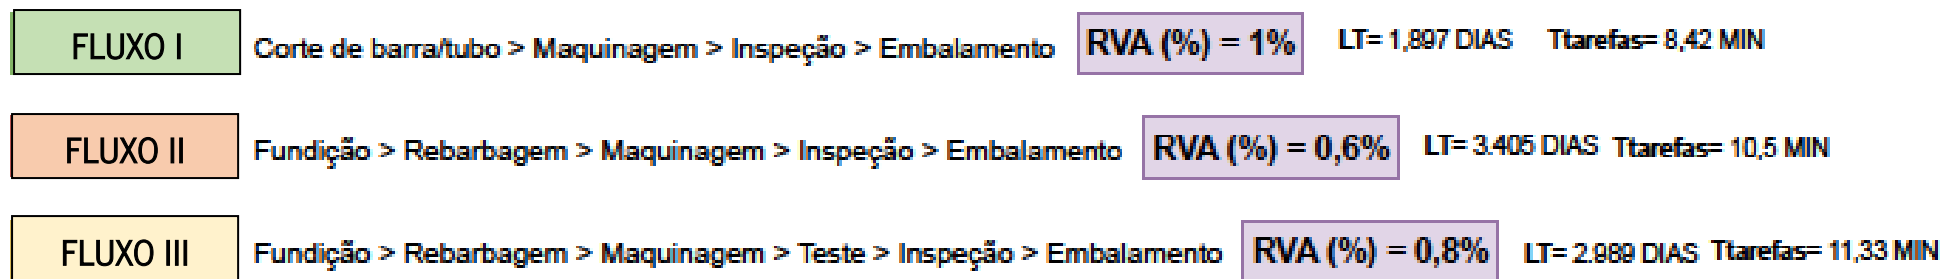 FLUXO I Corte de barra/tubo > Maquinagem > Inspeção > Embalamento RVA (%) = 1% LT= 1,897 DIAS Ttarefas= 8,42 MIN
FLUXO II Fundição > Rebarbagem > Maquinagem > Inspeção > Embalamento RVA (%) = 0,6% LT= 3.405 DIAS Ttarefas= 10,5 MIN
FLUXO III Fundição > Rebarbagem > Maquinagem > Teste > Inspeção > Embalamento RVA (%) = 0,8% LT= 2.989 DIAS Ttarefas= 11,33 MIN